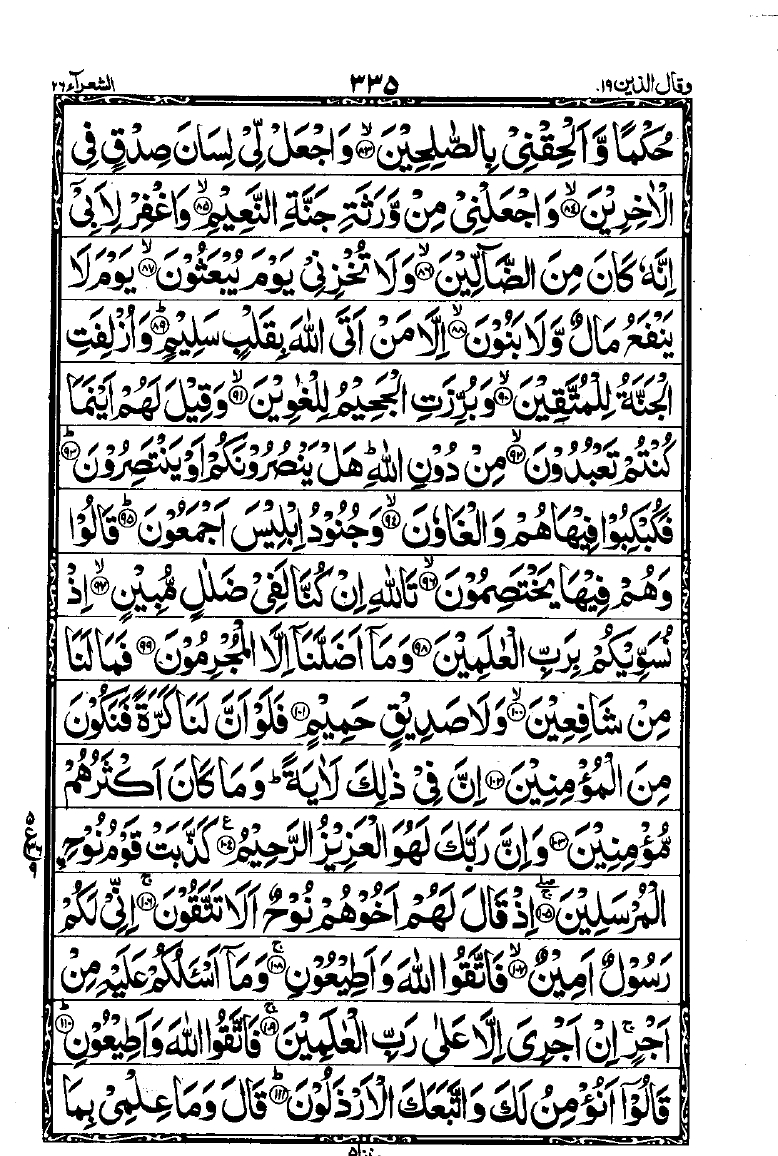 وقال الذين ١٩ ٣٣٥ الشعرآء ٢٦
حُكْمًا وَّاَلْحِقْنِيْ بِالصّٰلِحِيْنَ ﴿٨٣﴾ۙ وَاجْعَلْ لِّيْ لِسَانَ صِدْقٍ فِي
الْاٰخِرِيْنَ ﴿٨٤﴾ۙ وَاجْعَلْنِيْ مِنْ وَّرَثَةِ جَنَّةِ النَّعِيْمِ ﴿٨٥﴾ۙ وَاغْفِرْ لِاَبِيْٓ
اِنَّهٗ كَانَ مِنَ الضَّآلِّيْنَ ﴿٨٦﴾ۙ وَلَا تُخْزِنِيْ يَوْمَ يُبْعَثُوْنَ ﴿٨٧﴾ۙ يَوْمَ لَا
يَنْفَعُ مَالٌ وَّلَا بَنُوْنَ ﴿٨٨﴾ۙ اِلَّا مَنْ اَتَى اللّٰهَ بِقَلْبٍ سَلِيْمٍ ﴿٨٩﴾ؕ وَاُزْلِفَتِ
الْجَنَّةُ لِلْمُتَّقِيْنَ ﴿٩٠﴾ۙ وَبُرِّزَتِ الْجَحِيْمُ لِلْغٰوِيْنَ ﴿٩١﴾ۙ وَقِيْلَ لَهُمْ اَيْنَمَا
كُنْتُمْ تَعْبُدُوْنَ ﴿٩٢﴾ۙ مِنْ دُوْنِ اللّٰهِ ؕ هَلْ يَنْصُرُوْنَكُمْ اَوْ يَنْتَصِرُوْنَ ﴿٩٣﴾ؕ
فَكُبْكِبُوْا فِيْهَا هُمْ وَالْغَاوٗنَ ﴿٩٤﴾ۙ وَجُنُوْدُ اِبْلِيْسَ اَجْمَعُوْنَ ﴿٩٥﴾ؕ قَالُوْا
وَهُمْ فِيْهَا يَخْتَصِمُوْنَ ﴿٩٦﴾ۙ تَاللّٰهِ اِنْ كُنَّا لَفِيْ ضَلٰلٍ مُّبِيْنٍ ﴿٩٧﴾ۙ اِذْ
نُسَوِّيْكُمْ بِرَبِّ الْعٰلَمِيْنَ ﴿٩٨﴾ وَمَآ اَضَلَّنَآ اِلَّا الْمُجْرِمُوْنَ ﴿٩٩﴾ فَمَا لَنَا
مِنْ شَافِعِيْنَ ﴿١٠٠﴾ۙ وَلَا صَدِيْقٍ حَمِيْمٍ ﴿١٠١﴾ فَلَوْ اَنَّ لَنَا كَرَّةً فَنَكُوْنَ
مِنَ الْمُؤْمِنِيْنَ ﴿١٠٢﴾ اِنَّ فِيْ ذٰلِكَ لَاٰيَةً ؕ وَمَا كَانَ اَكْثَرُهُمْ
مُّؤْمِنِيْنَ ﴿١٠٣﴾ وَاِنَّ رَبَّكَ لَهُوَ الْعَزِيْزُ الرَّحِيْمُ ﴿١٠٤﴾ع كَذَّبَتْ قَوْمُ نُوْحِ
الْمُرْسَلِيْنَ ﴿١٠٥﴾ۚۖ اِذْ قَالَ لَهُمْ اَخُوْهُمْ نُوْحٌ اَلَا تَتَّقُوْنَ ﴿١٠٦﴾ۚ اِنِّيْ لَكُمْ
رَسُوْلٌ اَمِيْنٌ ﴿١٠٧﴾ۙ فَاتَّقُوا اللّٰهَ وَاَطِيْعُوْنِ ﴿١٠٨﴾ۚ وَمَآ اَسْـَٔلُكُمْ عَلَيْهِ مِنْ
اَجْرٍ ۚ اِنْ اَجْرِيَ اِلَّا عَلٰى رَبِّ الْعٰلَمِيْنَ ﴿١٠٩﴾ۚ فَاتَّقُوا اللّٰهَ وَاَطِيْعُوْنِ ﴿١١٠﴾ؕ
قَالُوْٓا اَنُؤْمِنُ لَكَ وَاتَّبَعَكَ الْاَرْذَلُوْنَ ﴿١١١﴾ؕ قَالَ وَمَا عِلْمِيْ بِمَا